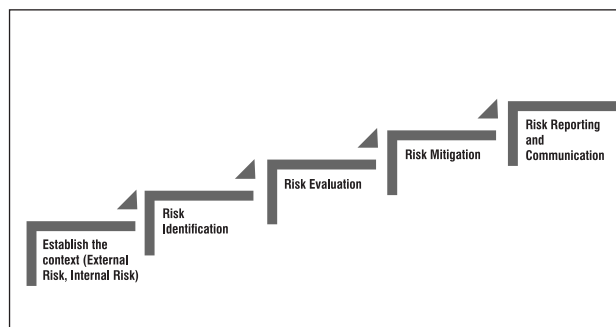 Establish the
context (External
Risk, Internal Risk)
Risk
Identification
Risk Evaluation
Risk Mitigation
Risk Reporting
and
Communication